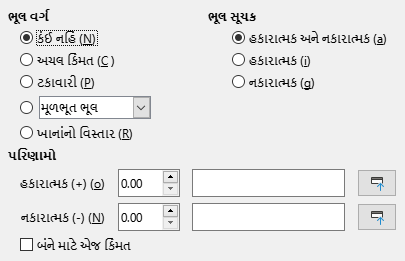 ભૂલ વર્ગ
કંઈ નહિં (N)
અચલ કિંમત (C )
ટકાવારી (P)
મૂળભૂત ભૂલ
ખાનાંનો વિસ્તાર (R)
ભૂલ સૂચક
હકારાત્મક અને નકારાત્મક (a)
હકારાત્મક (i)
નકારાત્મક (g)
પરિણામો
હકારાત્મક (+) (o) 0.00
નકારાત્મક (-) (N) 0.00
બંને માટે એજ કિંમત